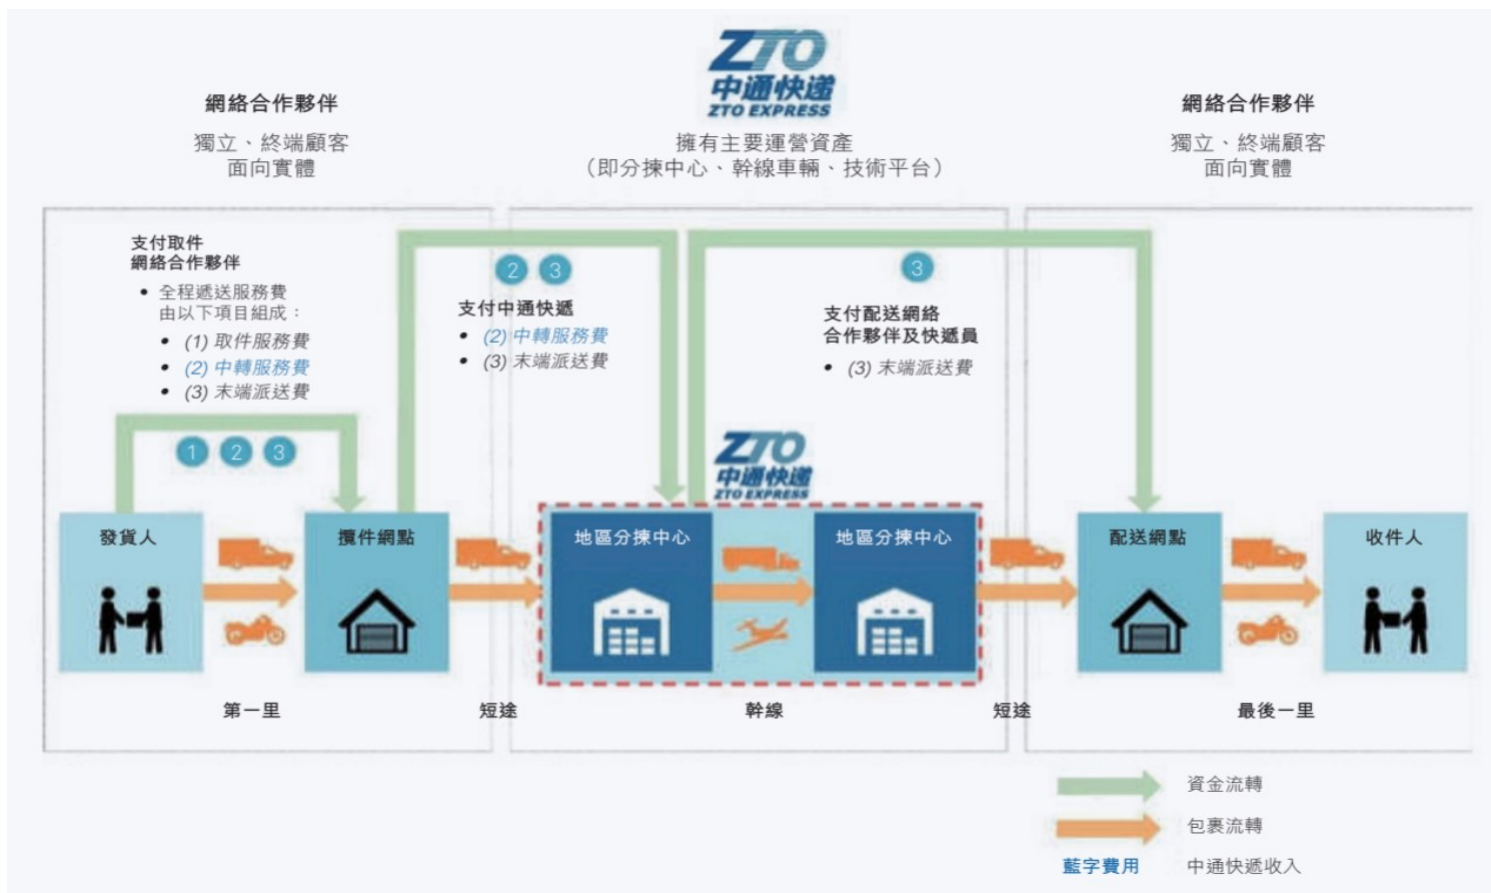 ZTO
中通快递
ZTO EXPRESS
網絡合作夥伴
獨立、終端顧客
面向實體
擁有主要運營資產
（即分揀中心、幹線車輛、技術平台）
網絡合作夥伴
獨立、終端顧客
面向實體
支付取件
網絡合作夥伴
• 全程遞送服務費
由以下項目組成：
• (1) 取件服務費
• (2) 中轉服務費
• (3) 末端派送費
1 2 3
2 3
支付中通快遞
• (2) 中轉服務費
• (3) 末端派送費
3
支付配送網絡
合作夥伴及快遞員
• (3) 末端派送費
ZTO
中通快递
ZTO EXPRESS
發貨人
攬件網點
地區分揀中心
地區分揀中心
配送網點
收件人
第一里
短途
幹線
短途
最後一里
資金流轉
包裹流轉
藍字費用 中通快遞收入